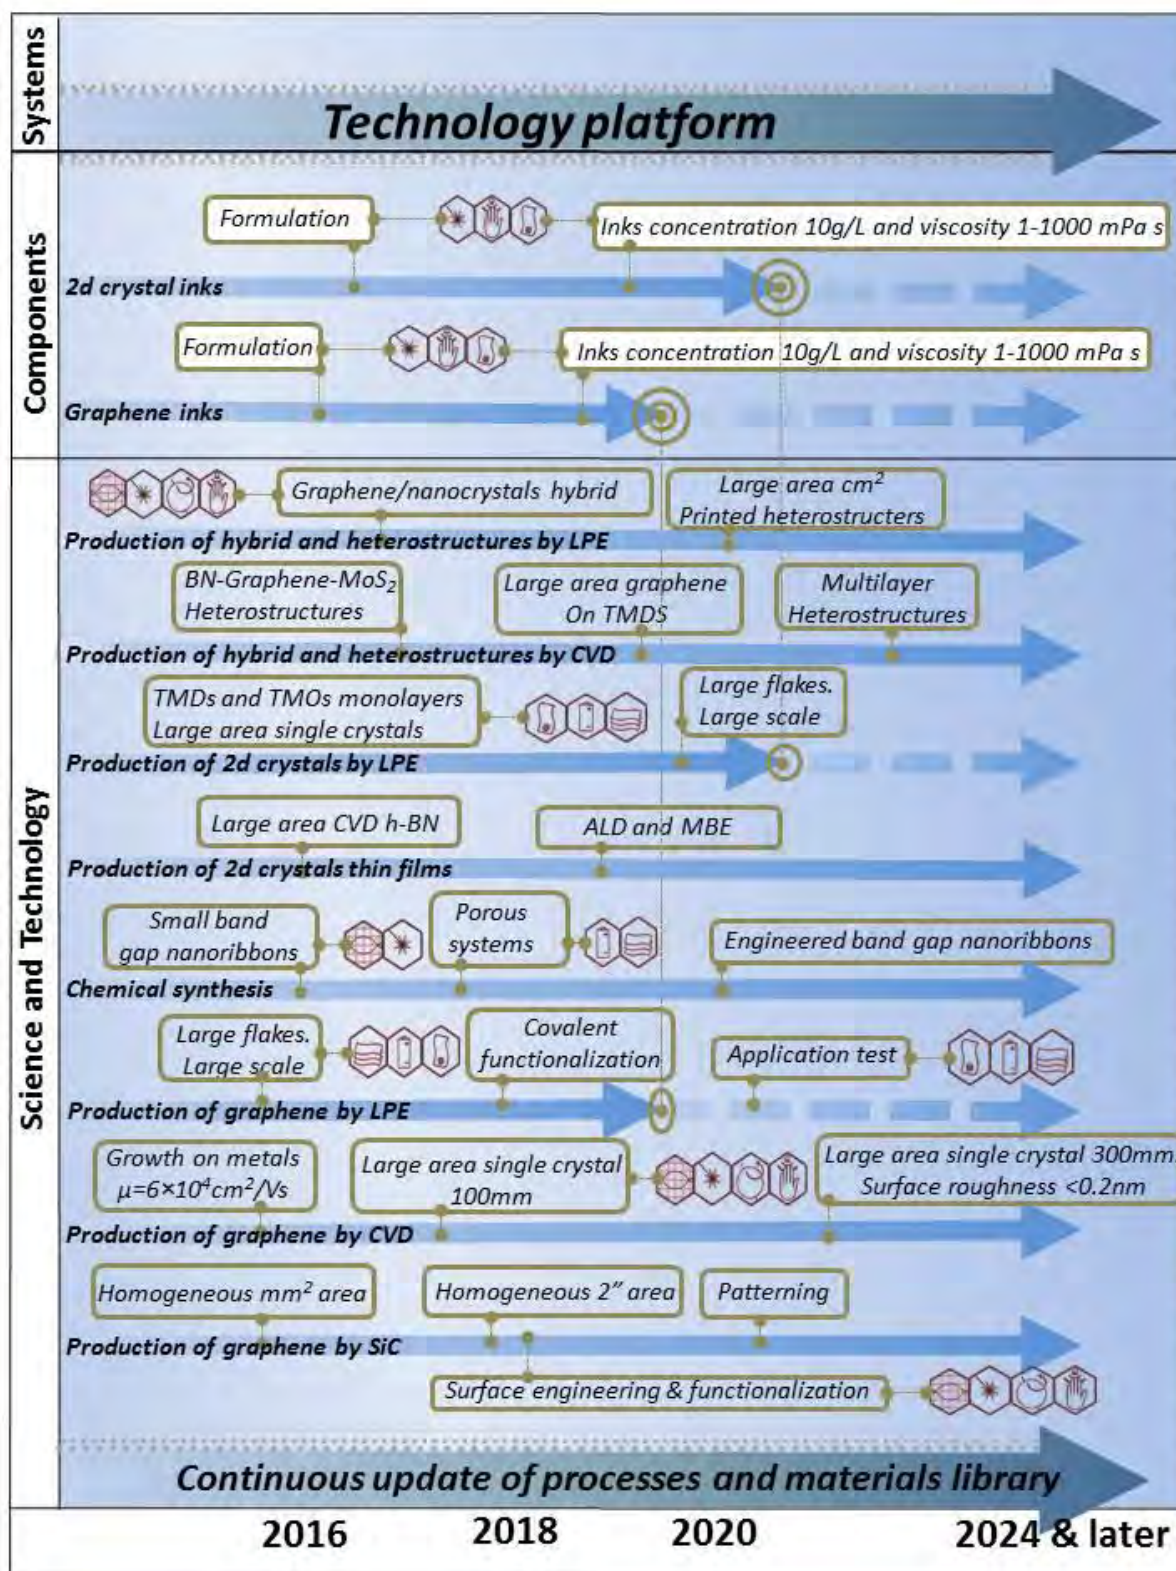 Systems
Technology platform
Components
Formulation
Inks concentration 10g/L and viscosity 1-1000 mPa s
2d crystal inks
Formulation
Inks concentration 10g/L and viscosity 1-1000 mPa s
Graphene inks
Science and Technology
Graphene/nanocrystals hybrid
Large area cm²
Printed heterostructers
Production of hybrid and heterostructures by LPE
BN-Graphene-MoS₂
Heterostructures
Large area graphene
On TMDS
Multilayer
Heterostructures
Production of hybrid and heterostructures by CVD
TMDs and TMOs monolayers
Large area single crystals
Large flakes.
Large scale
Production of 2d crystals by LPE
Large area CVD h-BN
ALD and MBE
Production of 2d crystals thin films
Small band
gap nanoribbons
Porous
systems
Engineered band gap nanoribbons
Chemical synthesis
Large flakes.
Large scale
Covalent
functionalization
Application test
Production of graphene by LPE
Growth on metals
μ=6×10⁴cm²/Vs
Large area single crystal
100mm
Large area single crystal 300mm.
Surface roughness <0.2nm
Production of graphene by CVD
Homogeneous mm² area
Homogeneous 2″ area
Patterning
Production of graphene by SiC
Surface engineering & functionalization
Continuous update of processes and materials library
2016
2018
2020
2024 & later